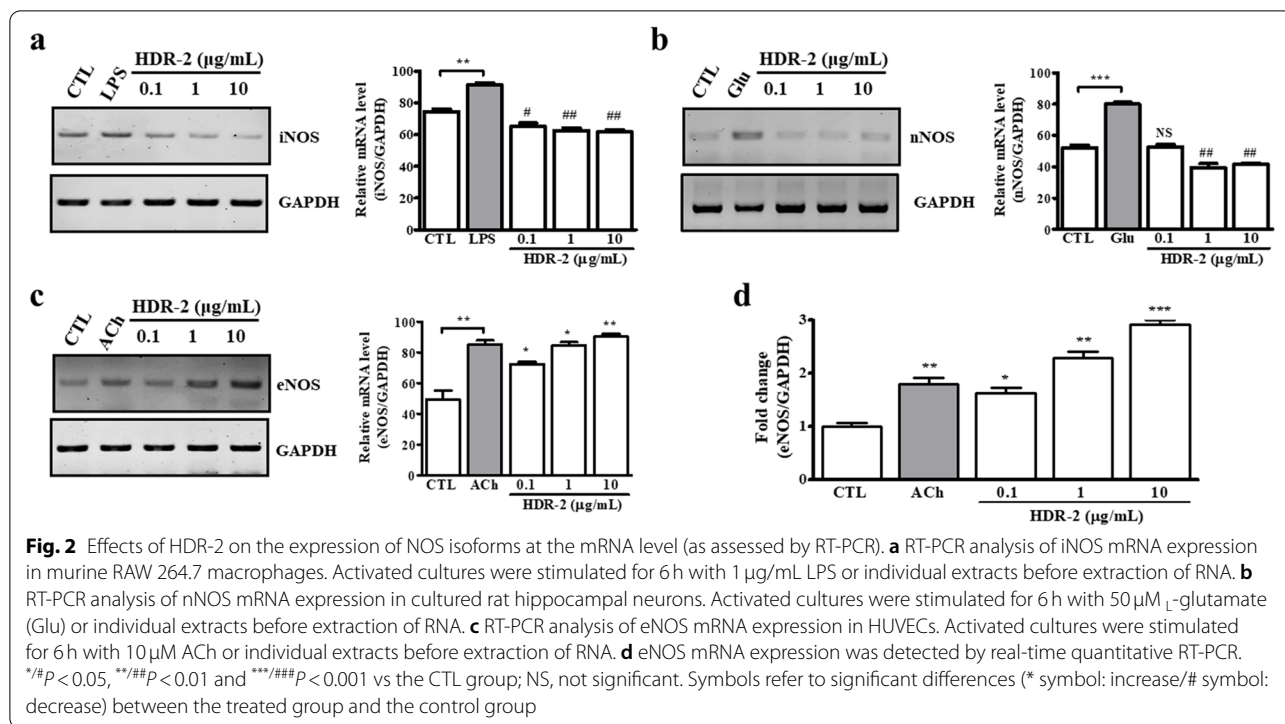 a
HDR-2 (µg/mL)
CTL LPS 0.1 1 10
iNOS
GAPDH
Relative mRNA level
(iNOS/GAPDH)
100
80
60
40
20
0
** # ## ##
CTL LPS 0.1 1 10
HDR-2 (µg/mL)
b
HDR-2 (µg/mL)
CTL Glu 0.1 1 10
nNOS
GAPDH
Relative mRNA level
(nNOS/GAPDH)
100
80
60
40
20
0
*** NS ## ##
CTL Glu 0.1 1 10
HDR-2 (µg/mL)
c
HDR-2 (µg/mL)
CTL ACh 0.1 1 10
eNOS
GAPDH
Relative mRNA level
(eNOS/GAPDH)
100
80
60
40
20
0
** * * **
CTL ACh 0.1 1 10
HDR-2 (µg/mL)
d
Fold change
(eNOS/GAPDH)
3
2
1
0
** * ** ***
CTL ACh 0.1 1 10
HDR-2 (µg/mL)
Fig. 2 Effects of HDR-2 on the expression of NOS isoforms at the mRNA level (as assessed by RT-PCR). a RT-PCR analysis of iNOS mRNA expression
in murine RAW 264.7 macrophages. Activated cultures were stimulated for 6 h with 1 µg/mL LPS or individual extracts before extraction of RNA. b
RT-PCR analysis of nNOS mRNA expression in cultured rat hippocampal neurons. Activated cultures were stimulated for 6 h with 50 µM L-glutamate
(Glu) or individual extracts before extraction of RNA. c RT-PCR analysis of eNOS mRNA expression in HUVECs. Activated cultures were stimulated
for 6 h with 10 µM ACh or individual extracts before extraction of RNA. d eNOS mRNA expression was detected by real-time quantitative RT-PCR.
*/#P < 0.05, **/##P < 0.01 and ***/###P < 0.001 vs the CTL group; NS, not significant. Symbols refer to significant differences (* symbol: increase/# symbol:
decrease) between the treated group and the control group